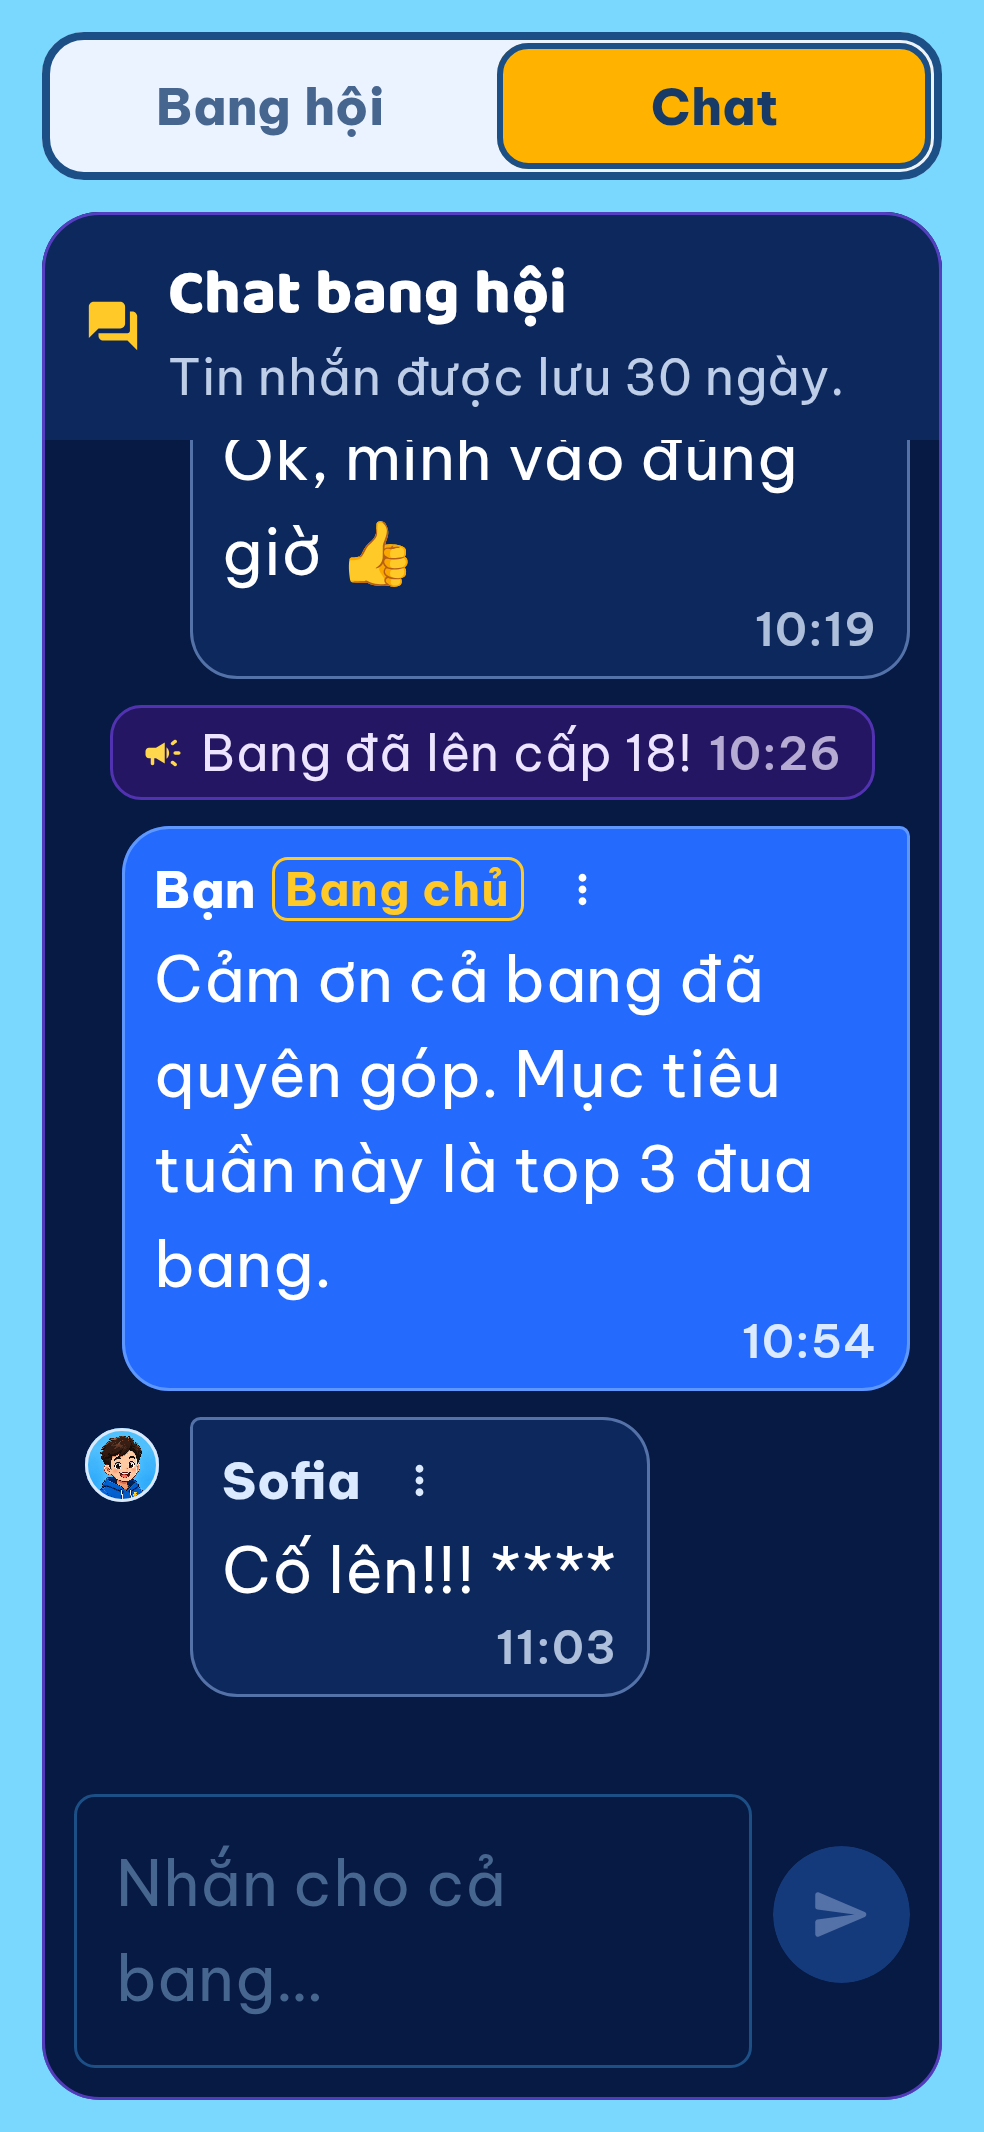 Bang hội
Chat
Chat bang hội
Tin nhắn được lưu 30 ngày.
Ok, mình vào đúng
giờ 👍
10:19
Bang đã lên cấp 18! 10:26
Bạn Bang chủ
Cảm ơn cả bang đã
quyên góp. Mục tiêu
tuần này là top 3 đua
bang.
10:54
Sofia
Cố lên!!! ****
11:03
Nhắn cho cả
bang...